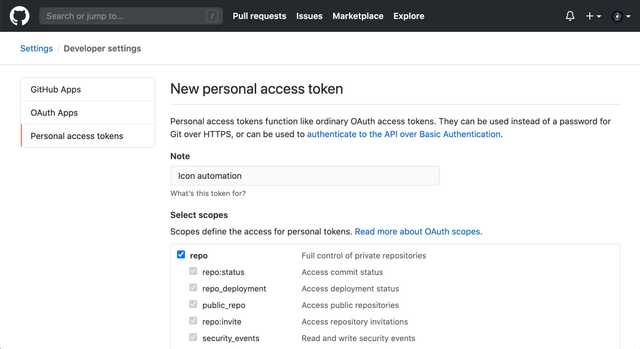 Search or jump to... /
Pull requests Issues Marketplace Explore
Settings / Developer settings
GitHub Apps
OAuth Apps
Personal access tokens
New personal access token
Personal access tokens function like ordinary OAuth access tokens. They can be used instead of a password for
Git over HTTPS, or can be used to authenticate to the API over Basic Authentication.
Note
Icon automation
What's this token for?
Select scopes
Scopes define the access for personal tokens. Read more about OAuth scopes.
repo Full control of private repositories
repo:status Access commit status
repo_deployment Access deployment status
public_repo Access public repositories
repo:invite Access repository invitations
security_events Read and write security events